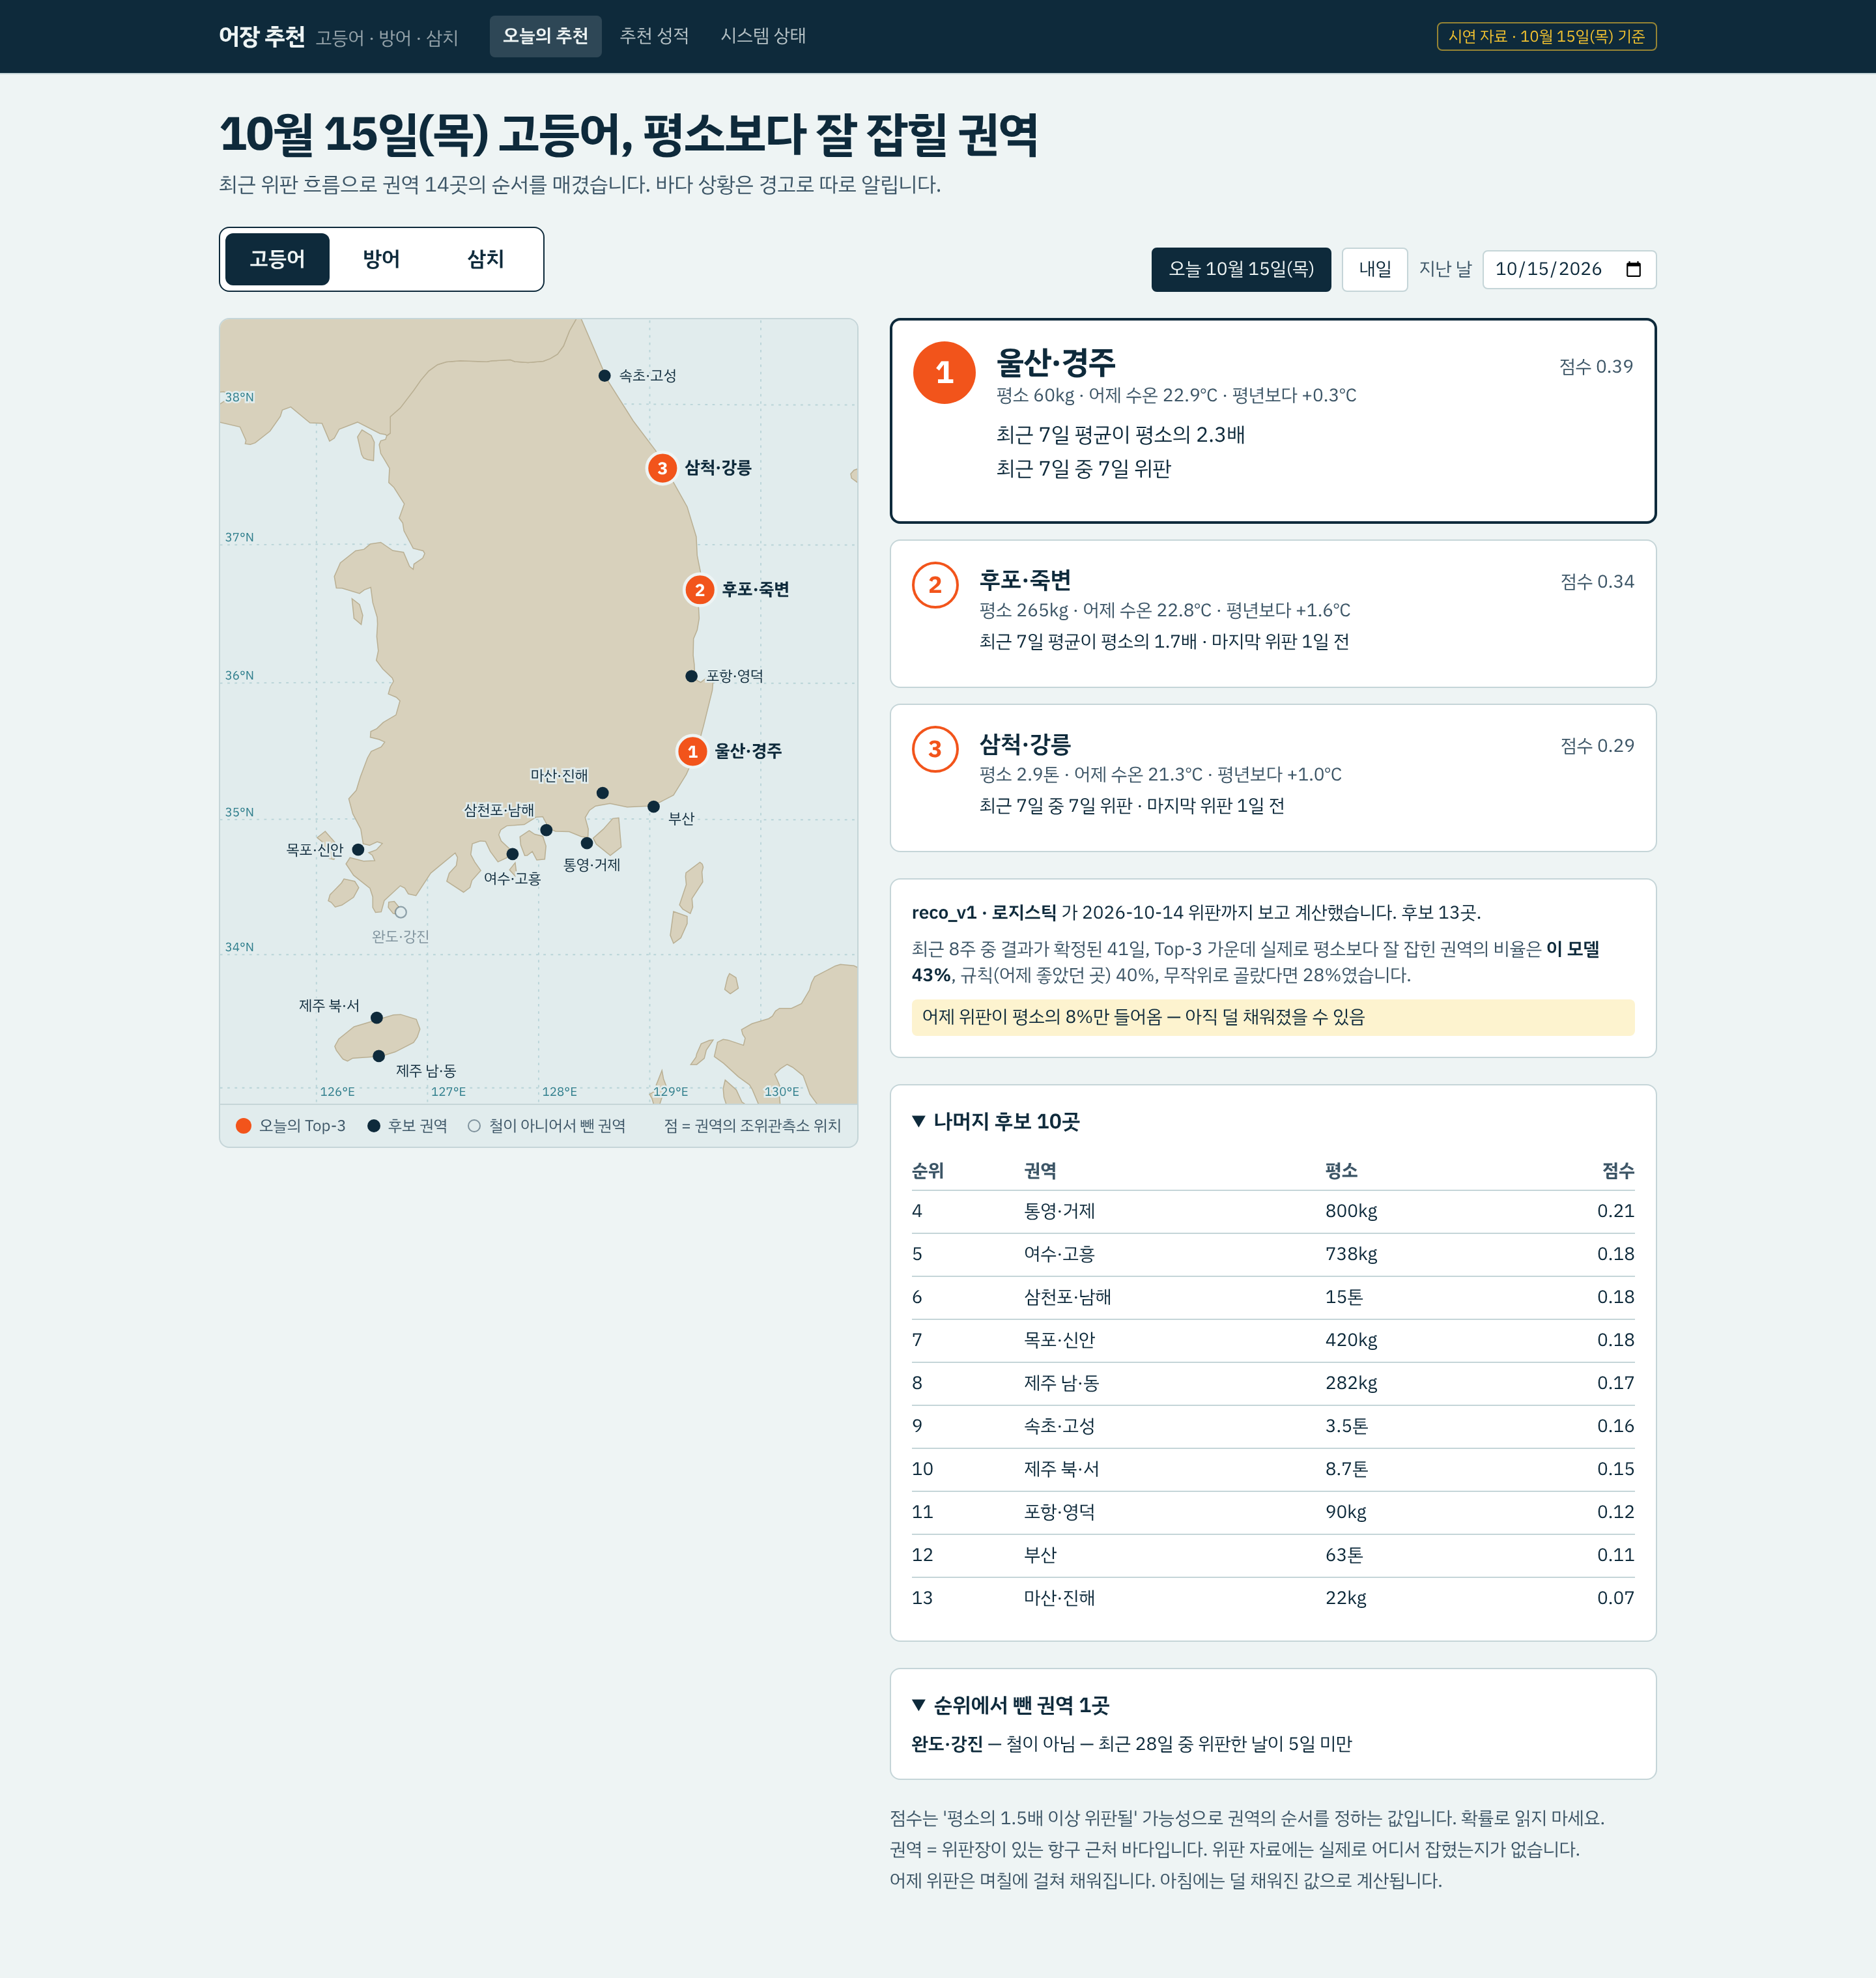 어장 추천 고등어 · 방어 · 삼치 오늘의 추천 추천 성적 시스템 상태 시연 자료 · 10월 15일(목) 기준
10월 15일(목) 고등어, 평소보다 잘 잡힐 권역
최근 위판 흐름으로 권역 14곳의 순서를 매겼습니다. 바다 상황은 경고로 따로 알립니다.
고등어 방어 삼치
오늘 10월 15일(목) 내일 지난 날 10/15/2026
속초·고성
38°N
3 삼척·강릉
37°N
2 후포·죽변
36°N
포항·영덕
1 울산·경주
마산·진해
삼천포·남해
35°N
부산
목포·신안
통영·거제
여수·고흥
완도·강진
34°N
제주 북·서
제주 남·동
126°E 127°E 128°E 129°E 130°E
오늘의 Top-3 후보 권역 철이 아니어서 뺀 권역 점 = 권역의 조위관측소 위치
1 울산·경주 점수 0.39
평소 60kg · 어제 수온 22.9°C · 평년보다 +0.3°C
최근 7일 평균이 평소의 2.3배
최근 7일 중 7일 위판
2 후포·죽변 점수 0.34
평소 265kg · 어제 수온 22.8°C · 평년보다 +1.6°C
최근 7일 평균이 평소의 1.7배 · 마지막 위판 1일 전
3 삼척·강릉 점수 0.29
평소 2.9톤 · 어제 수온 21.3°C · 평년보다 +1.0°C
최근 7일 중 7일 위판 · 마지막 위판 1일 전
reco_v1 · 로지스틱 가 2026-10-14 위판까지 보고 계산했습니다. 후보 13곳.
최근 8주 중 결과가 확정된 41일, Top-3 가운데 실제로 평소보다 잘 잡힌 권역의 비율은 이 모델
43%, 규칙(어제 좋았던 곳) 40%, 무작위로 골랐다면 28%였습니다.
어제 위판이 평소의 8%만 들어옴 — 아직 덜 채워졌을 수 있음
▼ 나머지 후보 10곳
순위 권역 평소 점수
4 통영·거제 800kg 0.21
5 여수·고흥 738kg 0.18
6 삼천포·남해 15톤 0.18
7 목포·신안 420kg 0.18
8 제주 남·동 282kg 0.17
9 속초·고성 3.5톤 0.16
10 제주 북·서 8.7톤 0.15
11 포항·영덕 90kg 0.12
12 부산 63톤 0.11
13 마산·진해 22kg 0.07
▼ 순위에서 뺀 권역 1곳
완도·강진 — 철이 아님 — 최근 28일 중 위판한 날이 5일 미만
점수는 '평소의 1.5배 이상 위판될' 가능성으로 권역의 순서를 정하는 값입니다. 확률로 읽지 마세요.
권역 = 위판장이 있는 항구 근처 바다입니다. 위판 자료에는 실제로 어디서 잡혔는지가 없습니다.
어제 위판은 며칠에 걸쳐 채워집니다. 아침에는 덜 채워진 값으로 계산됩니다.